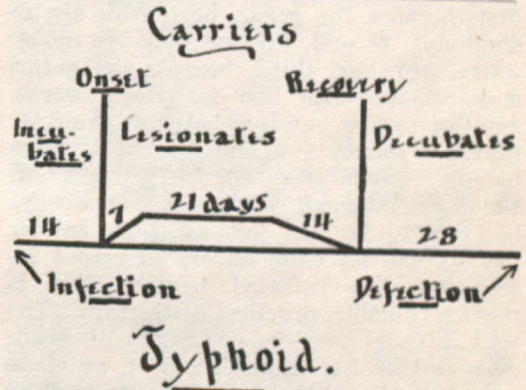 Carriers
Onset
Recovery
Incu-
bates
Lesionates
Decubates
14
7
21 days
14
28
Infection
Defection
Typhoid.